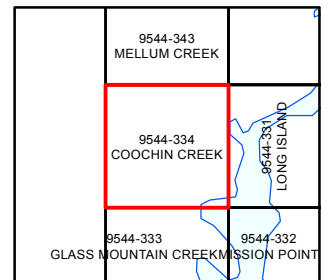 9544-343
MELLUM CREEK
9544-334
COOCHIN CREEK
9544-331
LONG ISLAND
9544-333
GLASS MOUNTAIN CREEK
9544-332
MISSION POINT